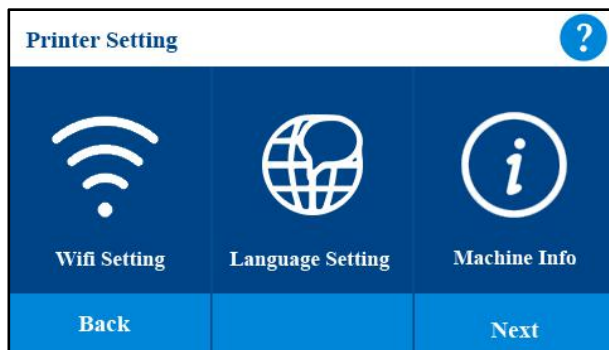 Printer Setting ?
Wifi Setting Language Setting Machine Info
Back Next